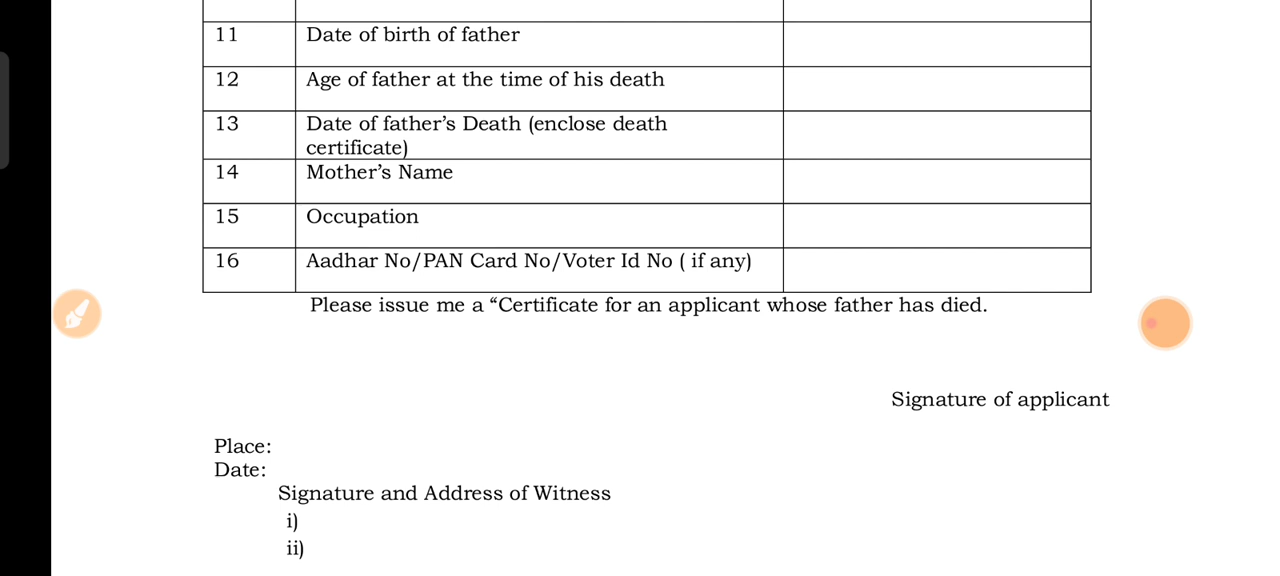 11 Date of birth of father
12 Age of father at the time of his death
13 Date of father’s Death (enclose death
certificate)
14 Mother’s Name
15 Occupation
16 Aadhar No/PAN Card No/Voter Id No ( if any)
Please issue me a “Certificate for an applicant whose father has died.
Signature of applicant
Place:
Date:
Signature and Address of Witness
i)
ii)